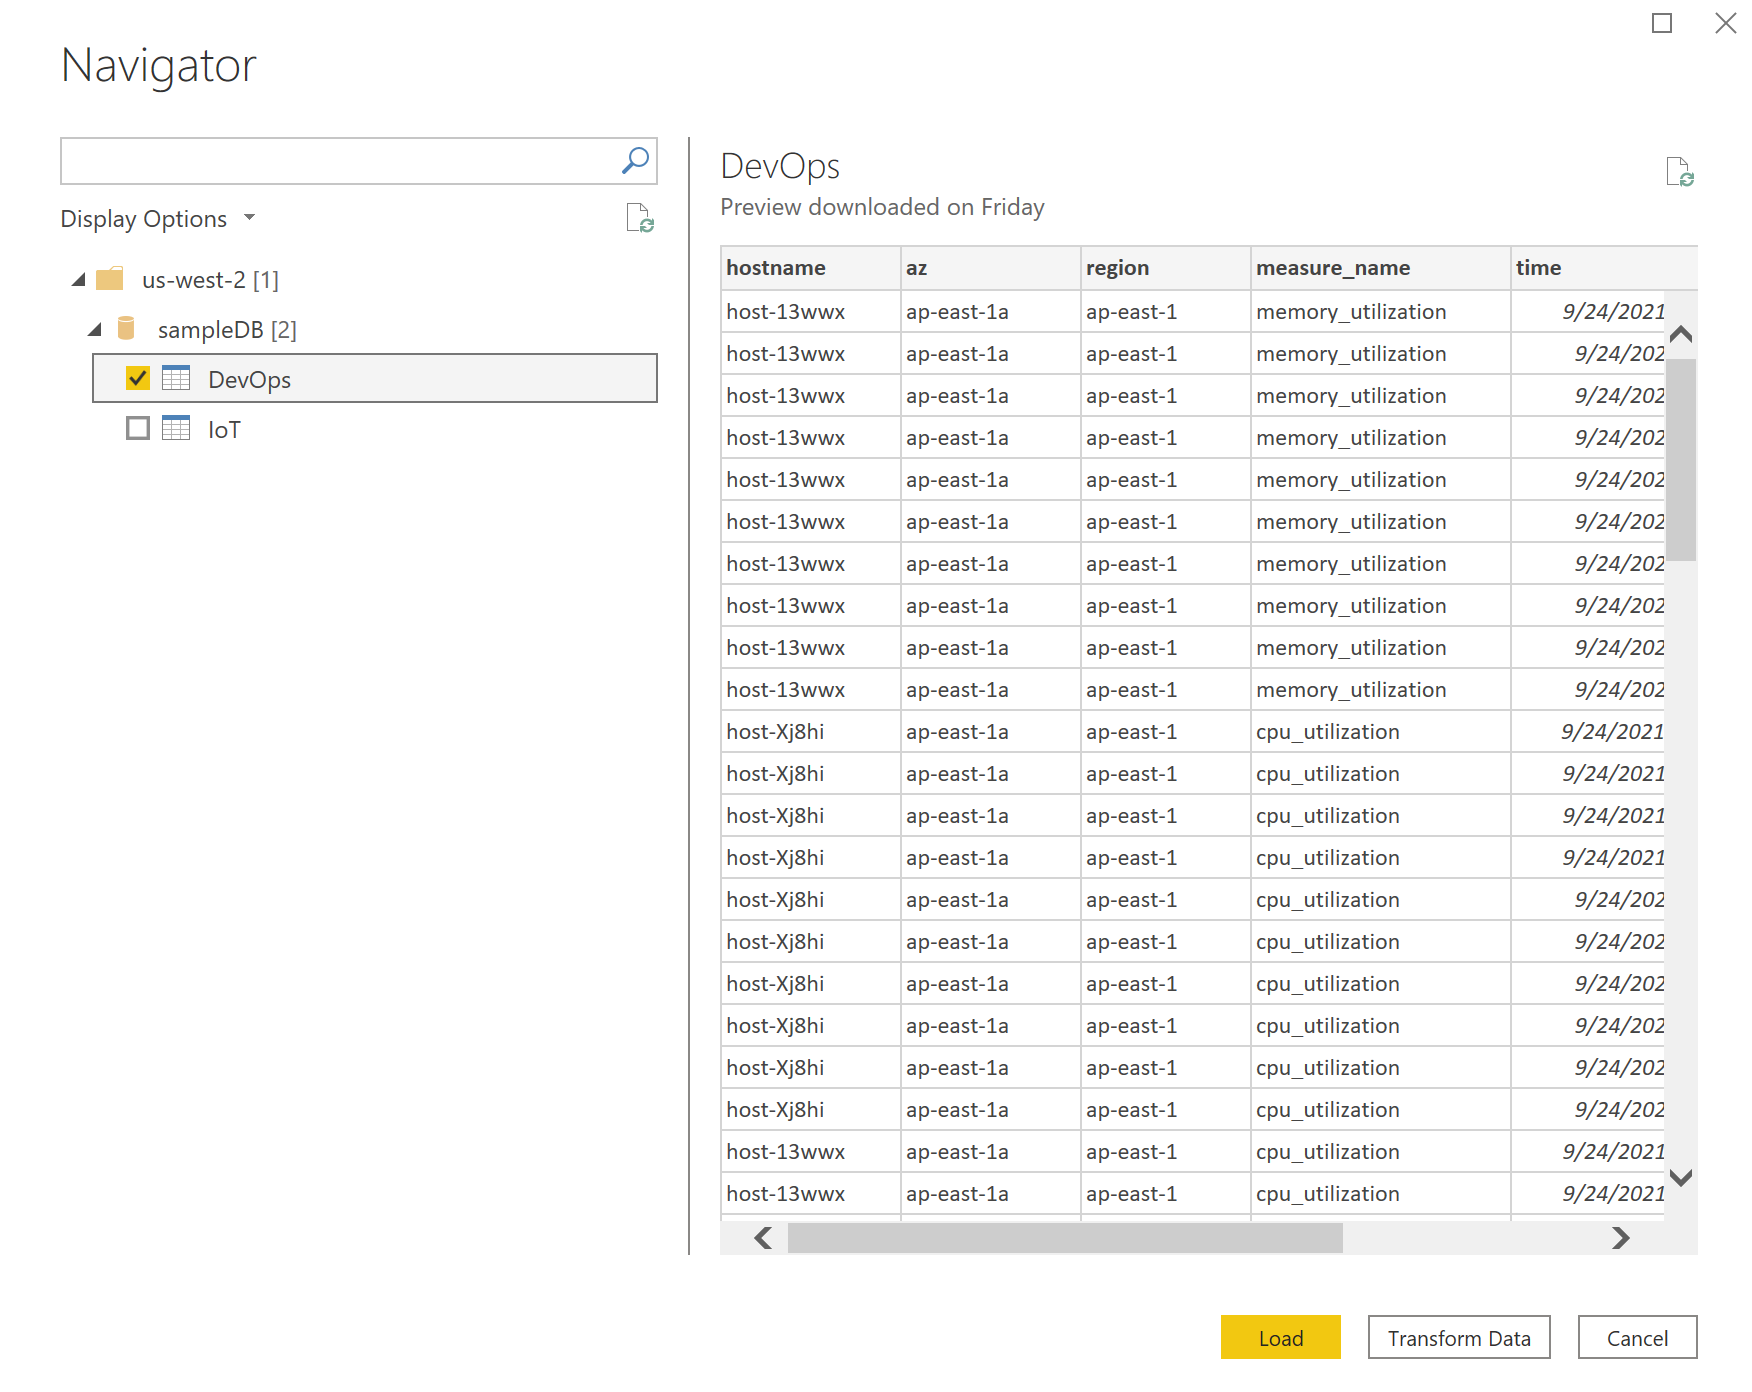 Navigator
Display Options
us-west-2 [1]
sampleDB [2]
DevOps
IoT
DevOps
Preview downloaded on Friday
hostname az region measure_name time
host-13wwx ap-east-1a ap-east-1 memory_utilization 9/24/2021
host-13wwx ap-east-1a ap-east-1 memory_utilization 9/24/202
host-13wwx ap-east-1a ap-east-1 memory_utilization 9/24/202
host-13wwx ap-east-1a ap-east-1 memory_utilization 9/24/202
host-13wwx ap-east-1a ap-east-1 memory_utilization 9/24/202
host-13wwx ap-east-1a ap-east-1 memory_utilization 9/24/202
host-13wwx ap-east-1a ap-east-1 memory_utilization 9/24/202
host-13wwx ap-east-1a ap-east-1 memory_utilization 9/24/202
host-13wwx ap-east-1a ap-east-1 memory_utilization 9/24/202
host-13wwx ap-east-1a ap-east-1 memory_utilization 9/24/202
host-Xj8hi ap-east-1a ap-east-1 cpu_utilization 9/24/2021
host-Xj8hi ap-east-1a ap-east-1 cpu_utilization 9/24/2021
host-Xj8hi ap-east-1a ap-east-1 cpu_utilization 9/24/2021
host-Xj8hi ap-east-1a ap-east-1 cpu_utilization 9/24/2021
host-Xj8hi ap-east-1a ap-east-1 cpu_utilization 9/24/202
host-Xj8hi ap-east-1a ap-east-1 cpu_utilization 9/24/202
host-Xj8hi ap-east-1a ap-east-1 cpu_utilization 9/24/202
host-Xj8hi ap-east-1a ap-east-1 cpu_utilization 9/24/202
host-Xj8hi ap-east-1a ap-east-1 cpu_utilization 9/24/202
host-Xj8hi ap-east-1a ap-east-1 cpu_utilization 9/24/202
host-13wwx ap-east-1a ap-east-1 cpu_utilization 9/24/2021
host-13wwx ap-east-1a ap-east-1 cpu_utilization 9/24/2021
Load Transform Data Cancel